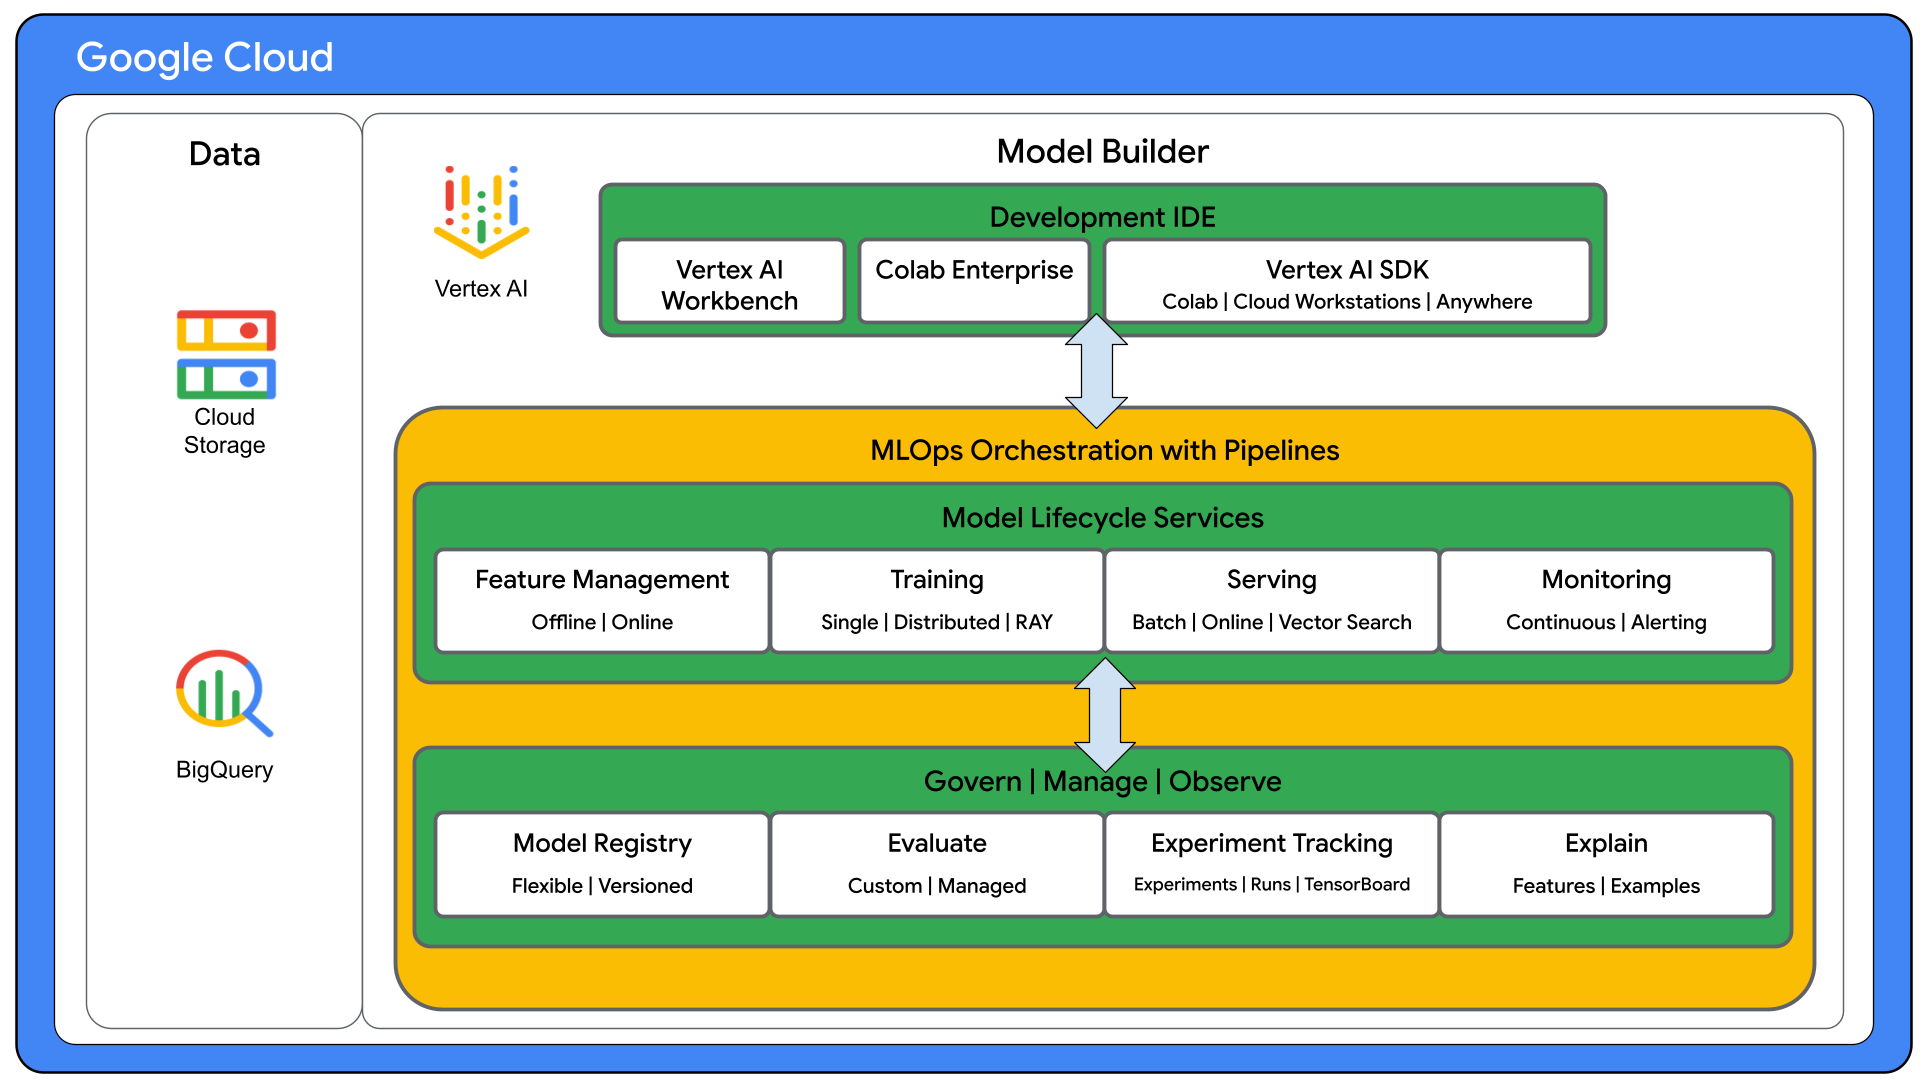 Google Cloud
Data
Cloud
Storage
BigQuery
Model Builder
Vertex AI
Development IDE
Vertex AI
Workbench
Colab Enterprise
Vertex AI SDK
Colab | Cloud Workstations | Anywhere
MLOps Orchestration with Pipelines
Model Lifecycle Services
Feature Management
Offline | Online
Training
Single | Distributed | RAY
Serving
Batch | Online | Vector Search
Monitoring
Continuous | Alerting
Govern | Manage | Observe
Model Registry
Flexible | Versioned
Evaluate
Custom | Managed
Experiment Tracking
Experiments | Runs | TensorBoard
Explain
Features | Examples